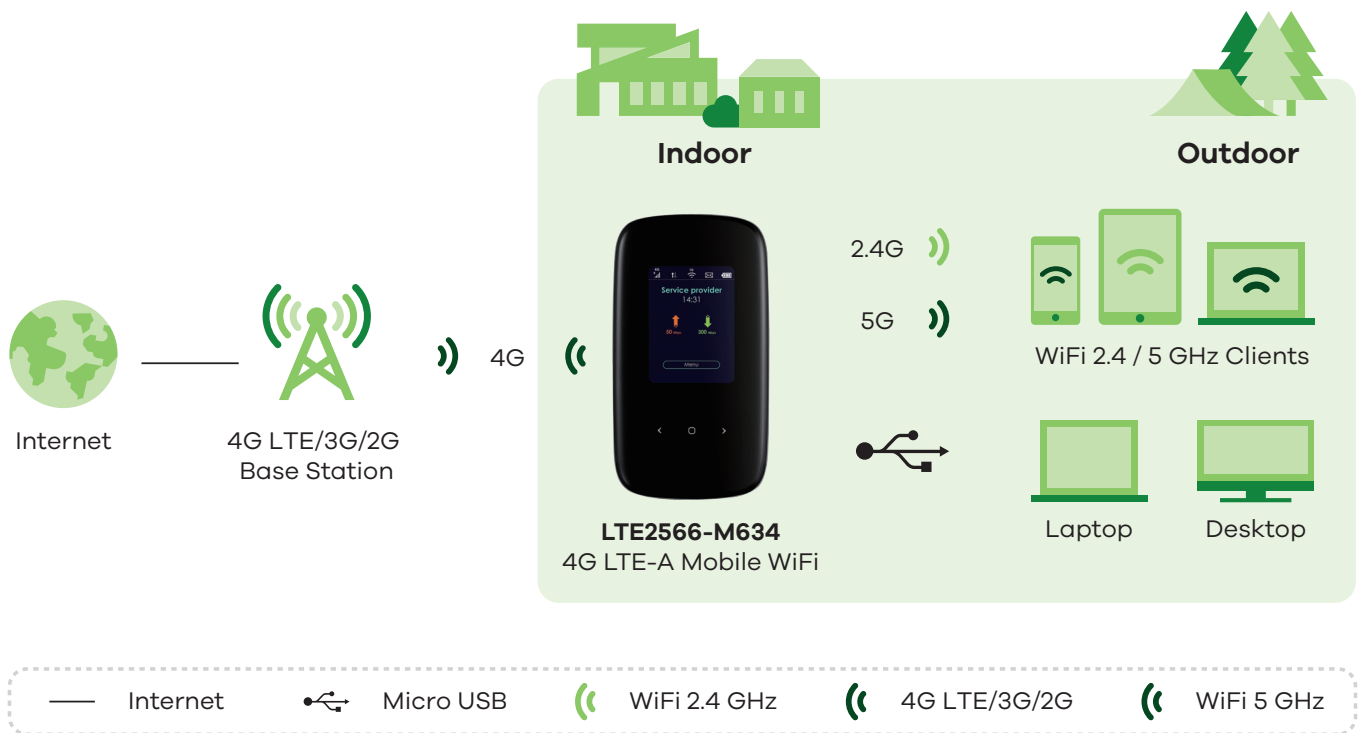 Indoor
Outdoor
4G
Service provider
14:31
Menu
2.4G
5G
WiFi 2.4 / 5 GHz Clients
4G
Internet
4G LTE/3G/2G
Base Station
LTE2566-M634
4G LTE-A Mobile WiFi
Laptop
Desktop
Internet
Micro USB
WiFi 2.4 GHz
4G LTE/3G/2G
WiFi 5 GHz